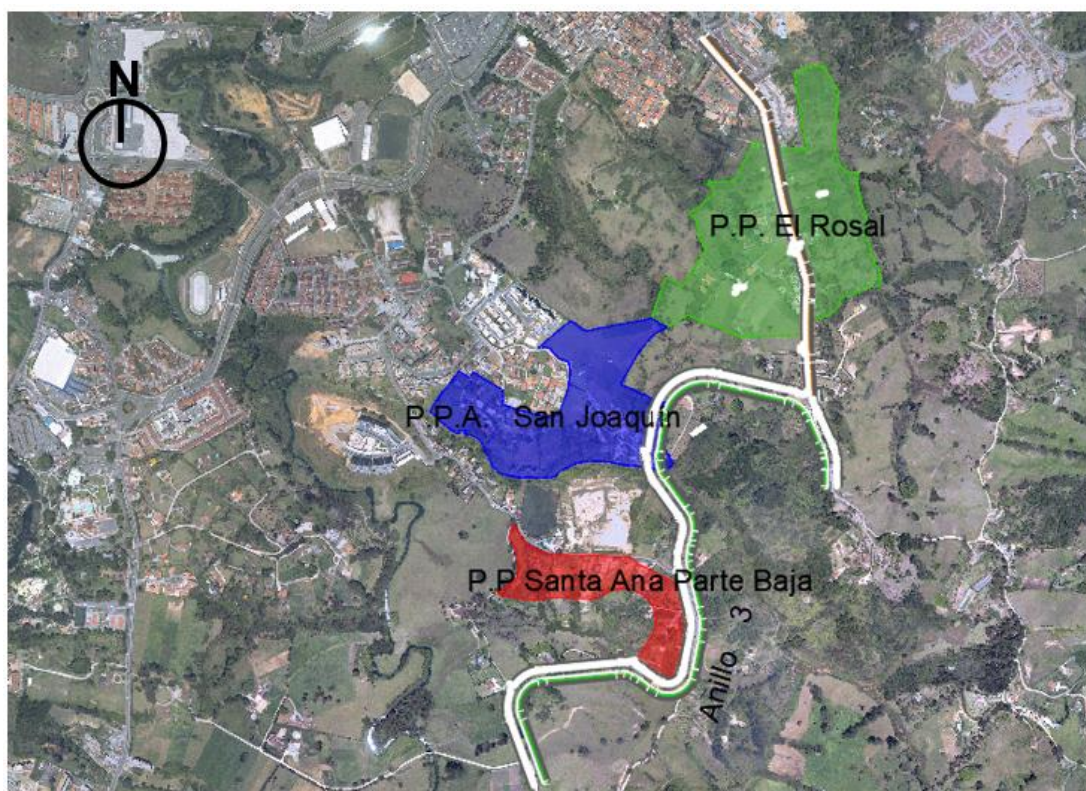 N
P.P. El Rosal
P.P.A. San Joaquin
P.P Santa Ana Parte Baja
Anillo 3